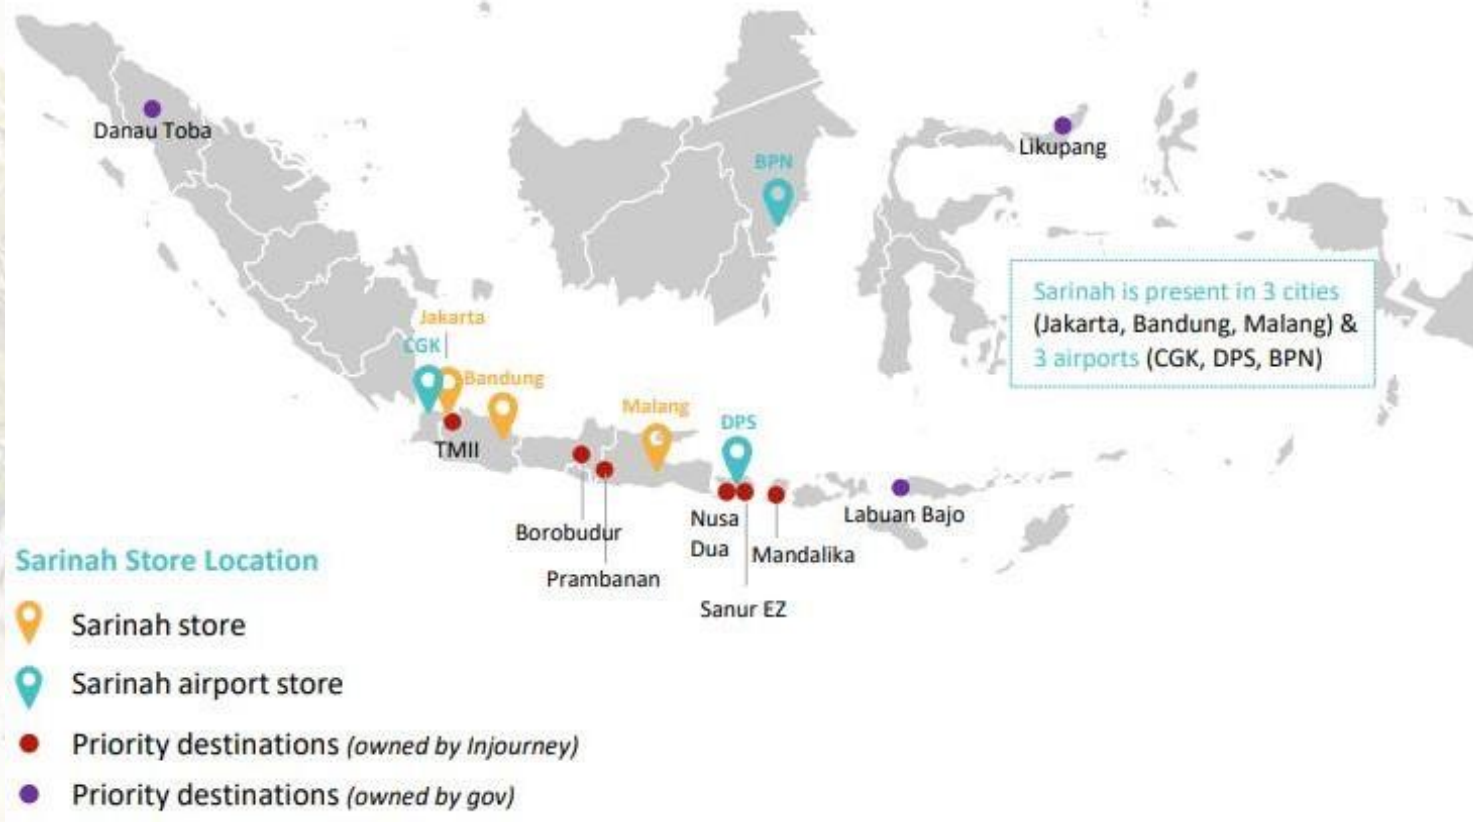 Danau Toba
Likupang
BPN
Sarinah is present in 3 cities
(Jakarta, Bandung, Malang) &
3 airports (CGK, DPS, BPN)
Jakarta
CGK
Bandung
Malang
DPS
TMII
Borobudur
Prambanan
Nusa
Dua
Mandalika
Sanur EZ
Labuan Bajo
Sarinah Store Location
Sarinah store
Sarinah airport store
Priority destinations (owned by Injourney)
Priority destinations (owned by gov)